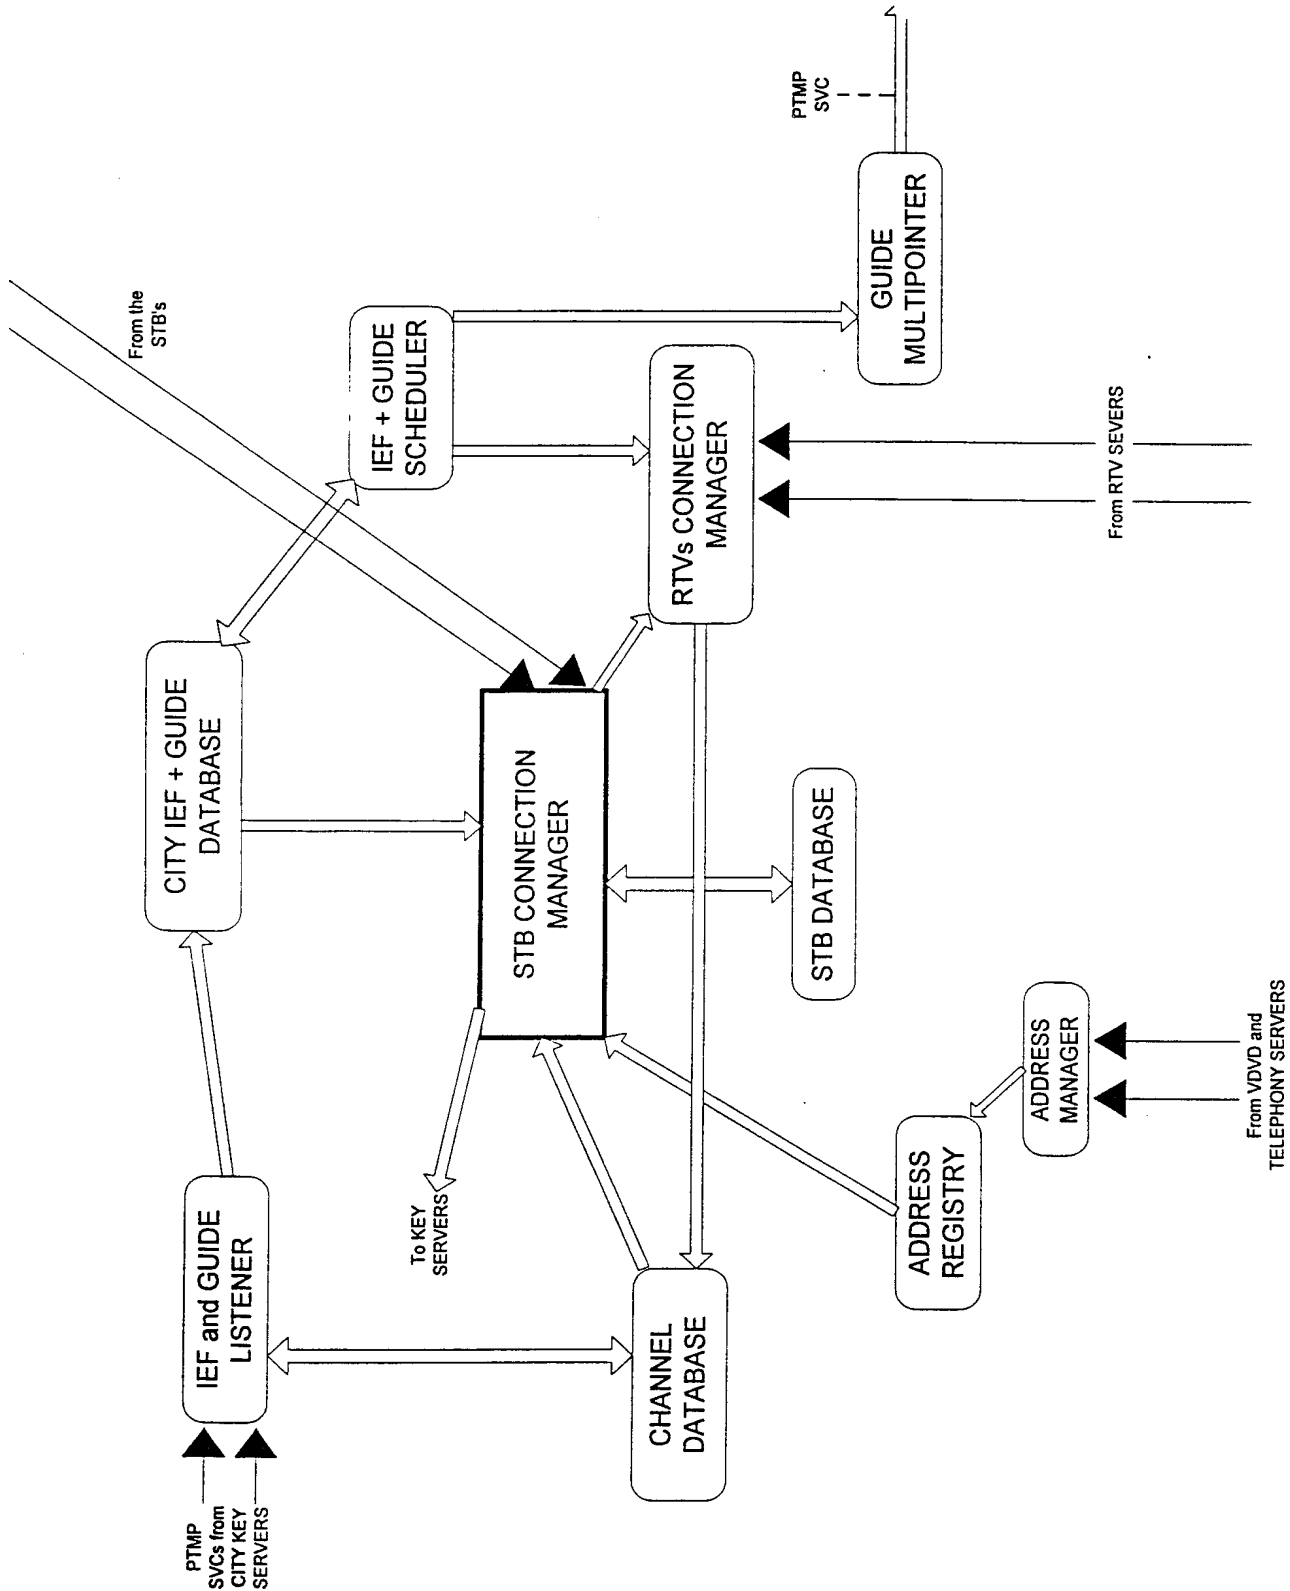 PTMP
SVCs from
CITY KEY
SERVERS
IEF and GUIDE
LISTENER
CITY IEF + GUIDE
DATABASE
From the
STB's
IEF + GUIDE
SCHEDULER
To KEY
SERVERS
STB CONNECTION
MANAGER
CHANNEL
DATABASE
RTVs CONNECTION
MANAGER
PTMP
SVC
GUIDE
MULTIPOINTER
STB DATABASE
ADDRESS
REGISTRY
ADDRESS
MANAGER
From RTV SEVERS
From VDVD and
TELEPHONY SERVERS